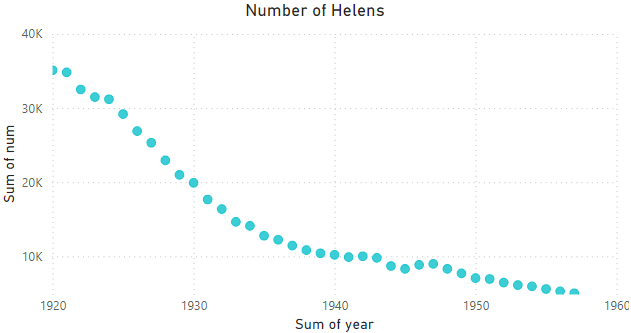 Number of Helens
40K
30K
20K
10K
Sum of num
1920 1930 1940 1950 1960
Sum of year